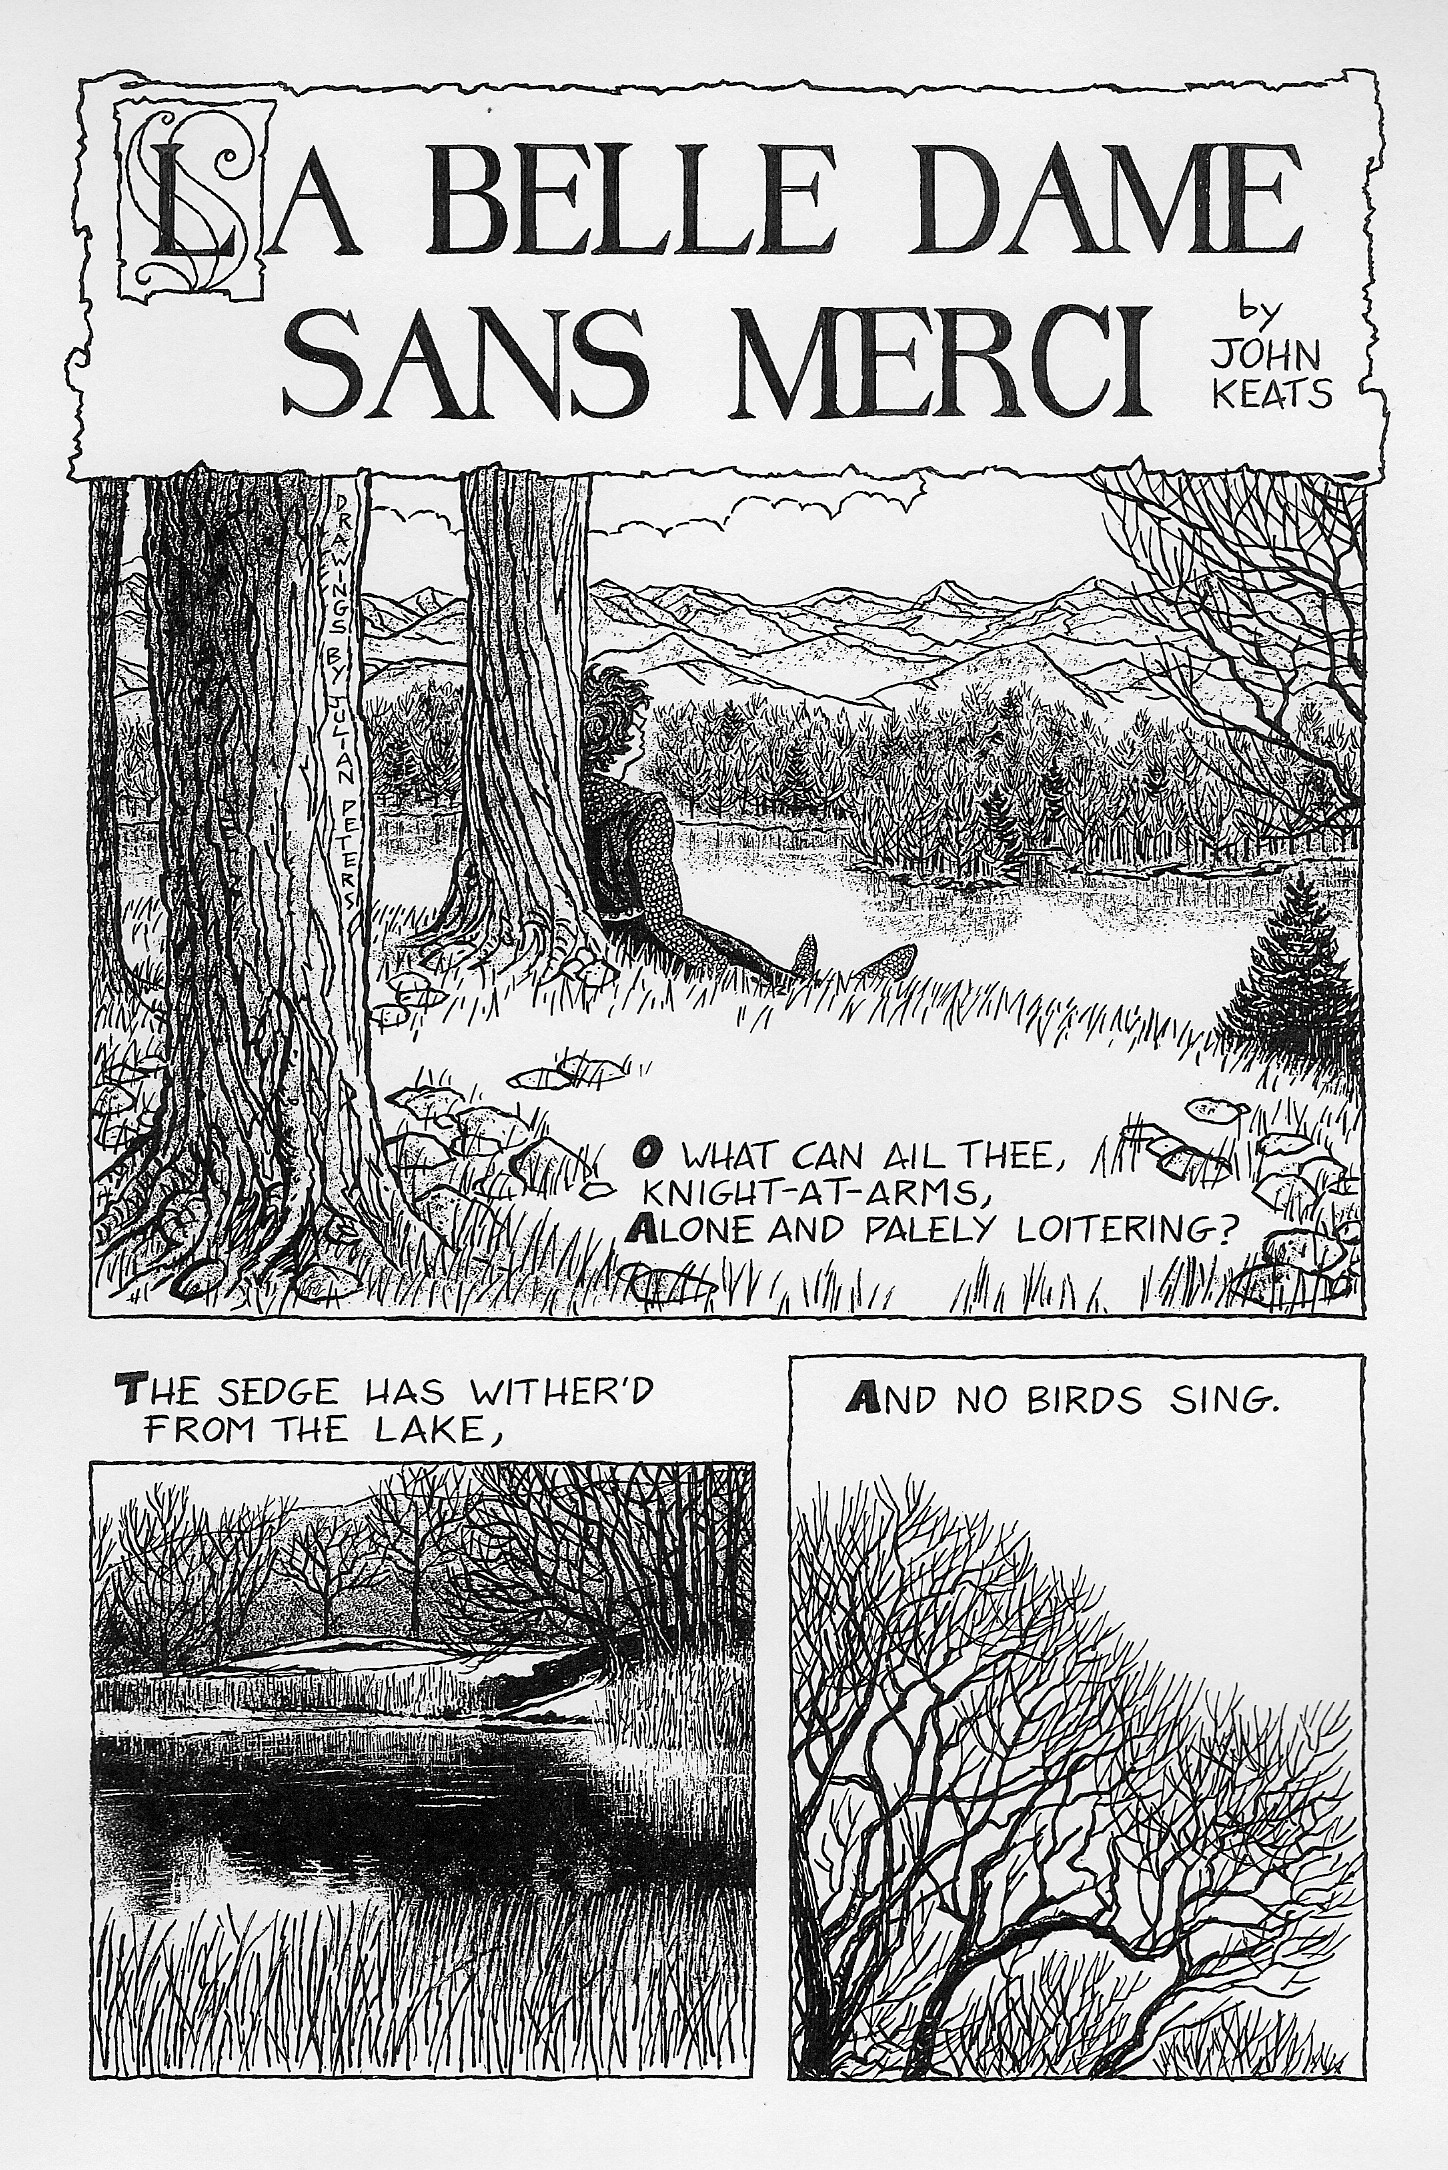 LA BELLE DAME
SANS MERCI
by
JOHN
KEATS
DRAWINGS BY JULIAN PETERS
O WHAT CAN AIL THEE,
KNIGHT-AT-ARMS,
ALONE AND PALELY LOITERING?
THE SEDGE HAS WITHER'D
FROM THE LAKE,
AND NO BIRDS SING.